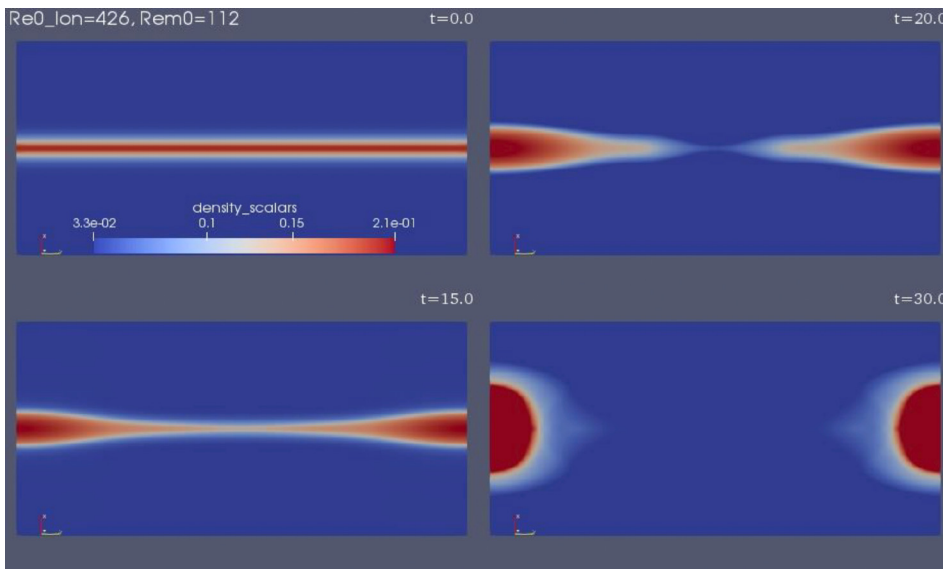 Re0_lon=426, Rem0=112
t=0.0
t=20.0
density_scalars
3.3e-02 0.1 0.15 2.1e-01
t=15.0
t=30.0